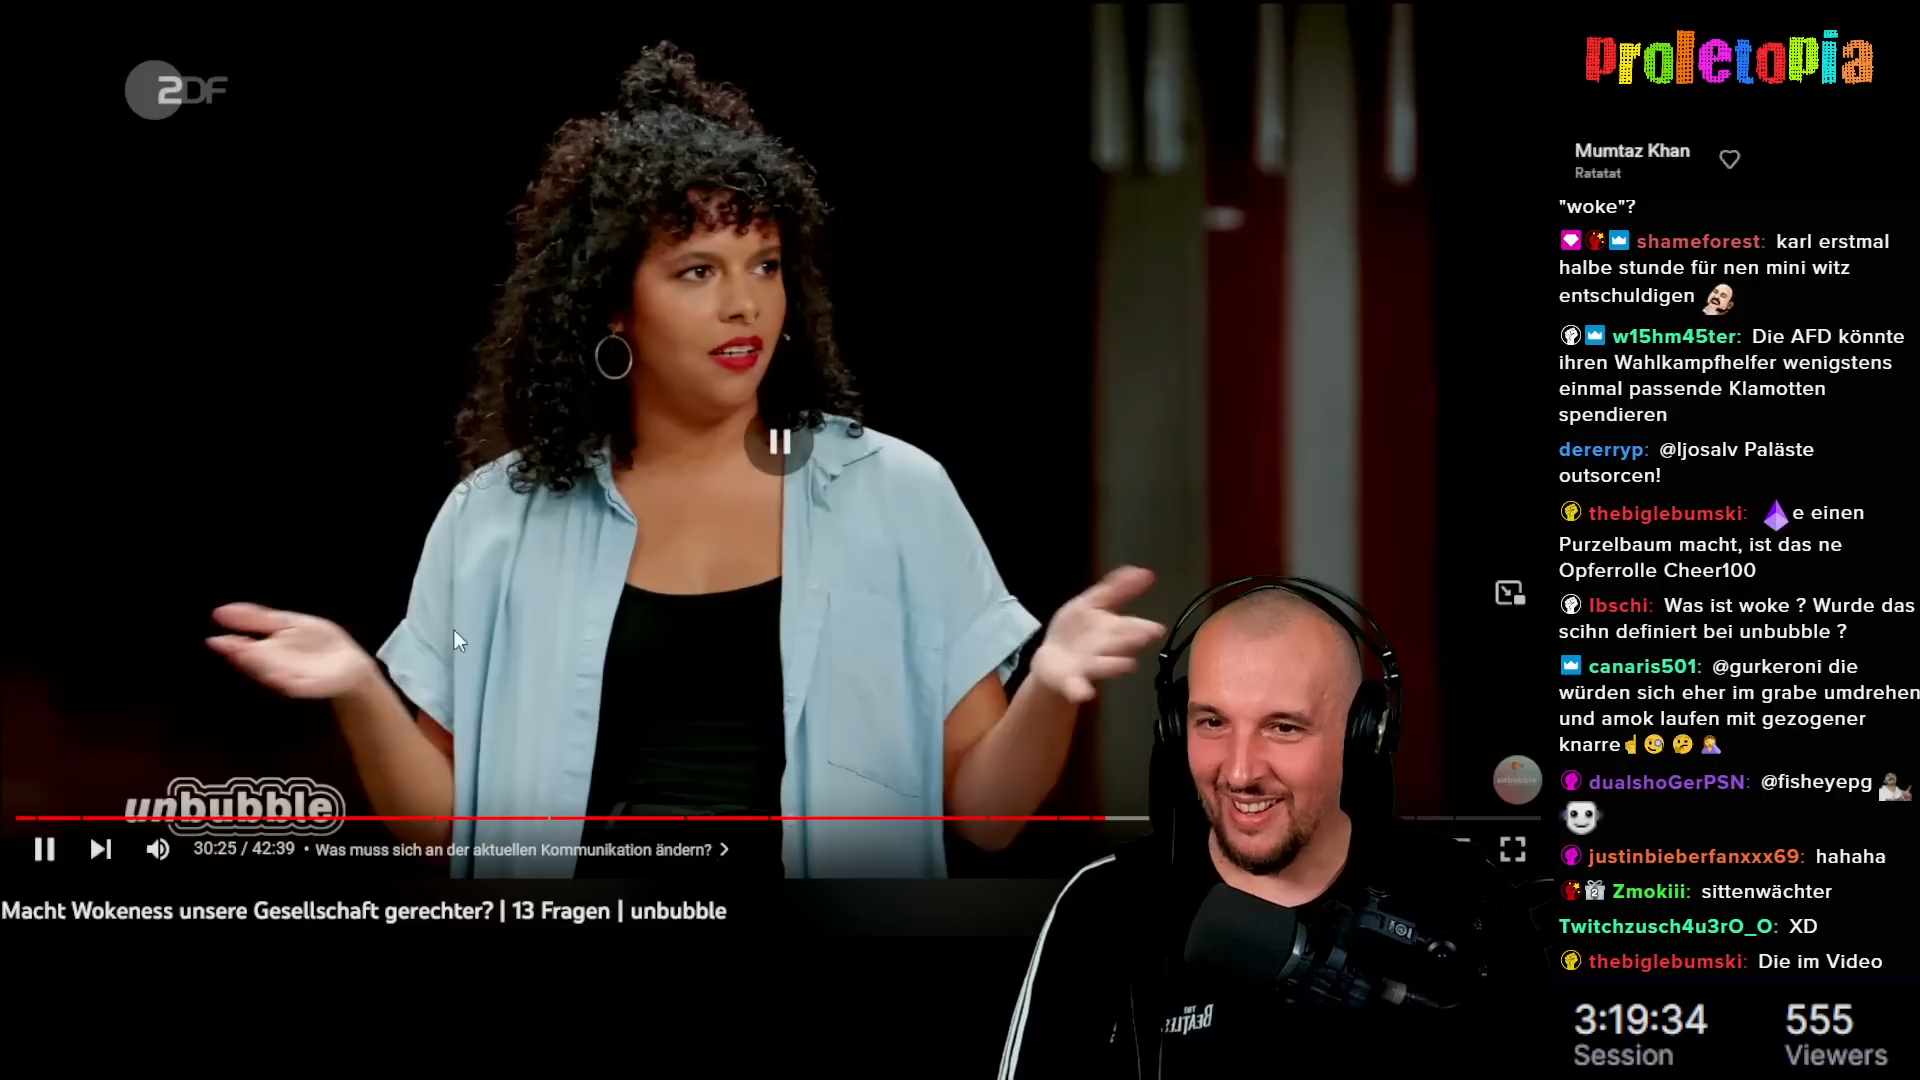 2DF
unbubble
30:25 / 42:39 • Was muss sich an der aktuellen Kommunikation ändern?
Macht Wokeness unsere Gesellschaft gerechter? | 13 Fragen | unbubble
unbubble
THE
BEATLES
Proletopia
Mumtaz Khan
Ratatat
"woke"?
shameforest: karl erstmal
halbe stunde für nen mini witz
entschuldigen
w15hm45ter: Die AFD könnte
ihren Wahlkampfhelfer wenigstens
einmal passende Klamotten
spendieren
dererryp: @ljosalv Paläste
outsorcen!
thebiglebumski: e einen
Purzelbaum macht, ist das ne
Opferrolle Cheer100
lbschi: Was ist woke ? Wurde das
scihn definiert bei unbubble ?
canaris501: @gurkeroni die
würden sich eher im grabe umdrehen
und amok laufen mit gezogener
knarre☝️🧐 🤔 🤦
dualshoGerPSN: @fisheyepg
justinbieberfanxxx69: hahaha
2 Zmokiii: sittenwächter
Twitchzusch4u3rO_O: XD
thebiglebumski: Die im Video
3:19:34 555
Session Viewers